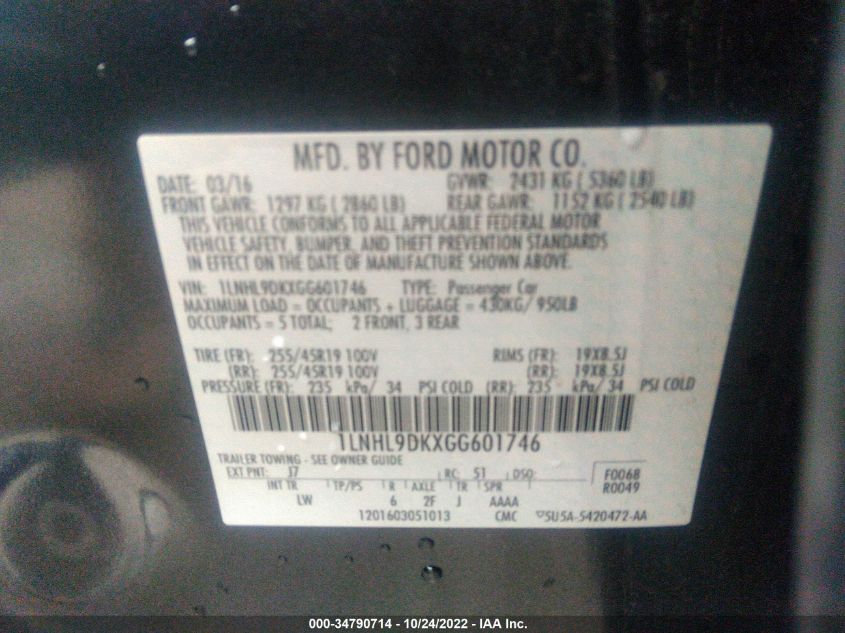 MFD. BY FORD MOTOR CO.
DATE: 03/16 GVWR: 2431 KG ( 5360 LB)
FRONT GAWR: 1297 KG ( 2860 LB) REAR GAWR: 1152 KG ( 2540 LB)
THIS VEHICLE CONFORMS TO ALL APPLICABLE FEDERAL MOTOR
VEHICLE SAFETY, BUMPER, AND THEFT PREVENTION STANDARDS
IN EFFECT ON THE DATE OF MANUFACTURE SHOWN ABOVE.
VIN: 1LNHL9DKXGG601746 TYPE: Passenger Car
MAXIMUM LOAD = OCCUPANTS + LUGGAGE = 430KG/ 950LB
OCCUPANTS = 5 TOTAL; 2 FRONT, 3 REAR
TIRE (FR): 255/45R19 100V RIMS (FR): 19X8.5J
(RR): 255/45R19 100V (RR): 19X8.5J
PRESSURE (FR): 235 kPa/ 34 PSI COLD (RR): 235 kPa/ 34 PSI COLD
1LNHL9DKXGG601746
TRAILER TOWING - SEE OWNER GUIDE
EXT PNT: J7 RC: 51 DSO: F0068
INT TR TP/PS R AXLE TR SPR R0049
LW 6 2F J AAAA
1201603051013 CMC ▽5U5A-5420472-AA
000-34790714 - 10/24/2022 - IAA Inc.